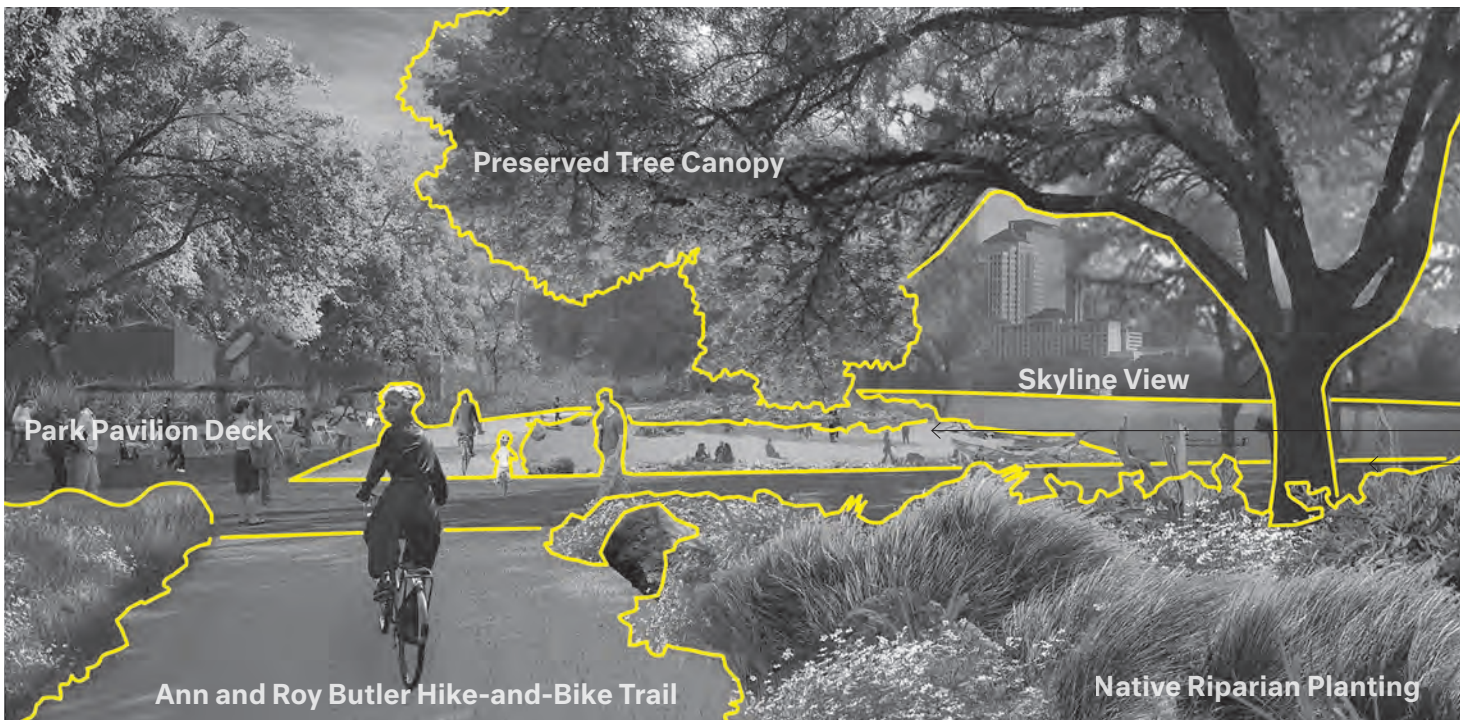 Preserved Tree Canopy
Skyline View
Park Pavilion Deck
Ann and Roy Butler Hike-and-Bike Trail
Native Riparian Planting